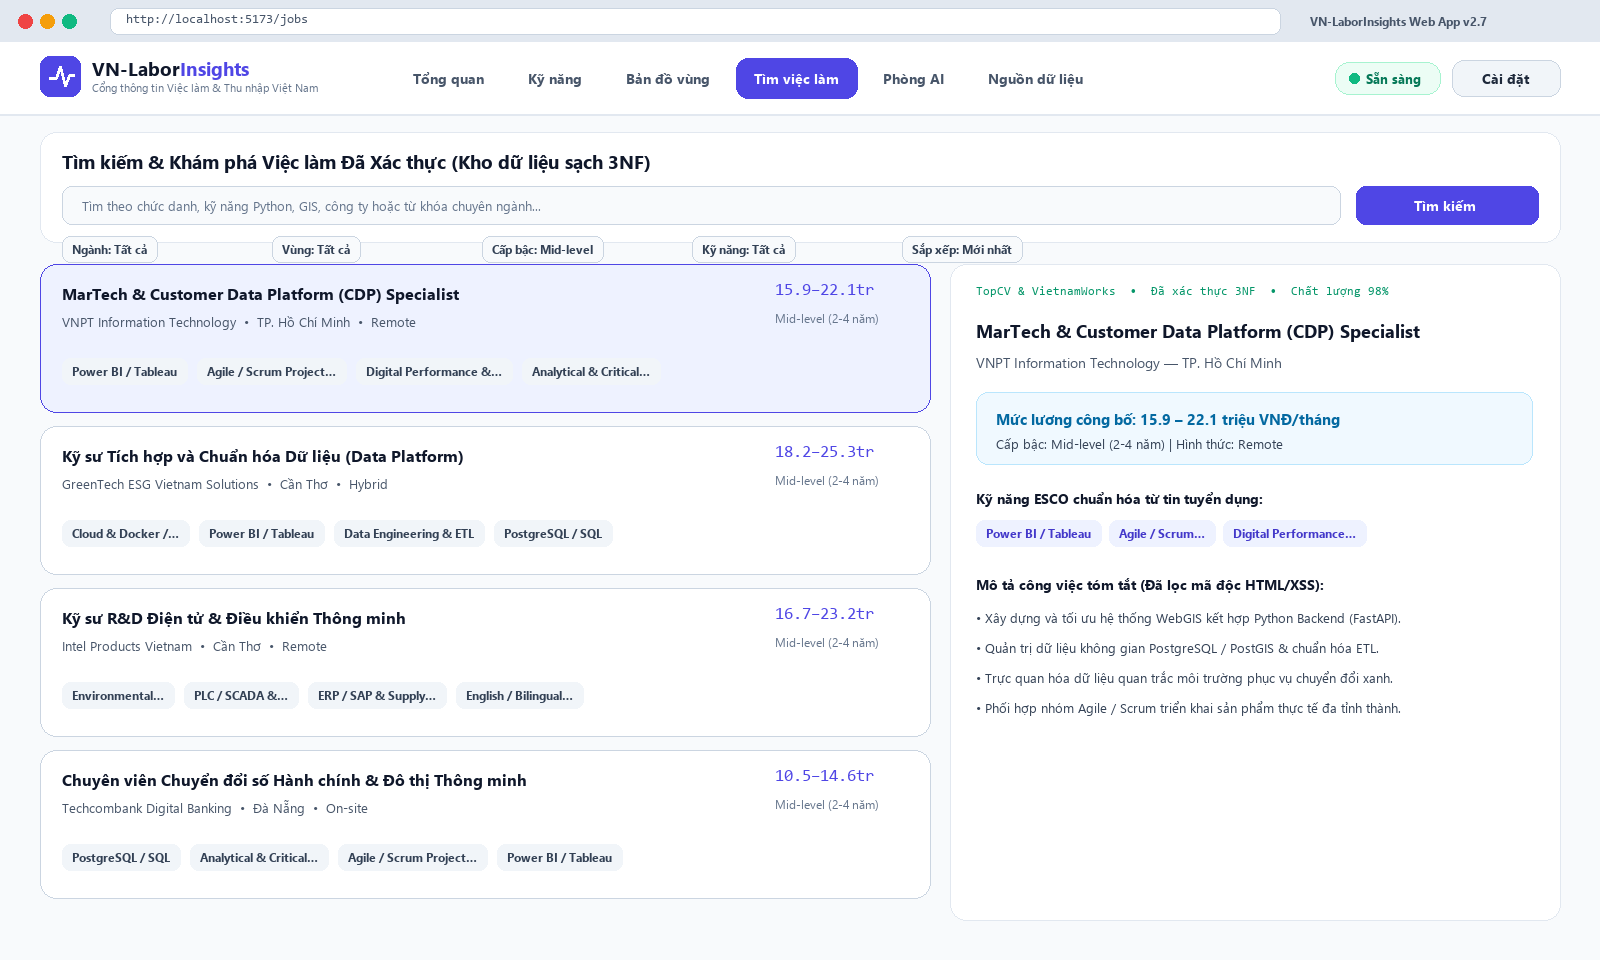 http://localhost:5173/jobs
VN-LaborInsights Web App v2.7
VN-LaborInsights
Cổng thông tin Việc làm & Thu nhập Việt Nam
Tổng quan
Kỹ năng
Bản đồ vùng
Tìm việc làm
Phòng AI
Nguồn dữ liệu
Sẵn sàng
Cài đặt
Tìm kiếm & Khám phá Việc làm Đã Xác thực (Kho dữ liệu sạch 3NF)
Tìm theo chức danh, kỹ năng Python, GIS, công ty hoặc từ khóa chuyên ngành...
Tìm kiếm
Ngành: Tất cả
Vùng: Tất cả
Cấp bậc: Mid-level
Kỹ năng: Tất cả
Sắp xếp: Mới nhất
MarTech & Customer Data Platform (CDP) Specialist
15.9–22.1tr
VNPT Information Technology • TP. Hồ Chí Minh • Remote
Mid-level (2-4 năm)
Power BI / Tableau
Agile / Scrum Project...
Digital Performance &...
Analytical & Critical...
Kỹ sư Tích hợp và Chuẩn hóa Dữ liệu (Data Platform)
18.2–25.3tr
GreenTech ESG Vietnam Solutions • Cần Thơ • Hybrid
Mid-level (2-4 năm)
Cloud & Docker /...
Power BI / Tableau
Data Engineering & ETL
PostgreSQL / SQL
Kỹ sư R&D Điện tử & Điều khiển Thông minh
16.7–23.2tr
Intel Products Vietnam • Cần Thơ • Remote
Mid-level (2-4 năm)
Environmental...
PLC / SCADA &...
ERP / SAP & Supply...
English / Bilingual...
Chuyên viên Chuyển đổi số Hành chính & Đô thị Thông minh
10.5–14.6tr
Techcombank Digital Banking • Đà Nẵng • On-site
Mid-level (2-4 năm)
PostgreSQL / SQL
Analytical & Critical...
Agile / Scrum Project...
Power BI / Tableau
TopCV & VietnamWorks • Đã xác thực 3NF • Chất lượng 98%
MarTech & Customer Data Platform (CDP) Specialist
VNPT Information Technology — TP. Hồ Chí Minh
Mức lương công bố: 15.9 – 22.1 triệu VNĐ/tháng
Cấp bậc: Mid-level (2-4 năm) | Hình thức: Remote
Kỹ năng ESCO chuẩn hóa từ tin tuyển dụng:
Power BI / Tableau
Agile / Scrum...
Digital Performance...
Mô tả công việc tóm tắt (Đã lọc mã độc HTML/XSS):
• Xây dựng và tối ưu hệ thống WebGIS kết hợp Python Backend (FastAPI).
• Quản trị dữ liệu không gian PostgreSQL / PostGIS & chuẩn hóa ETL.
• Trực quan hóa dữ liệu quan trắc môi trường phục vụ chuyển đổi xanh.
• Phối hợp nhóm Agile / Scrum triển khai sản phẩm thực tế đa tỉnh thành.